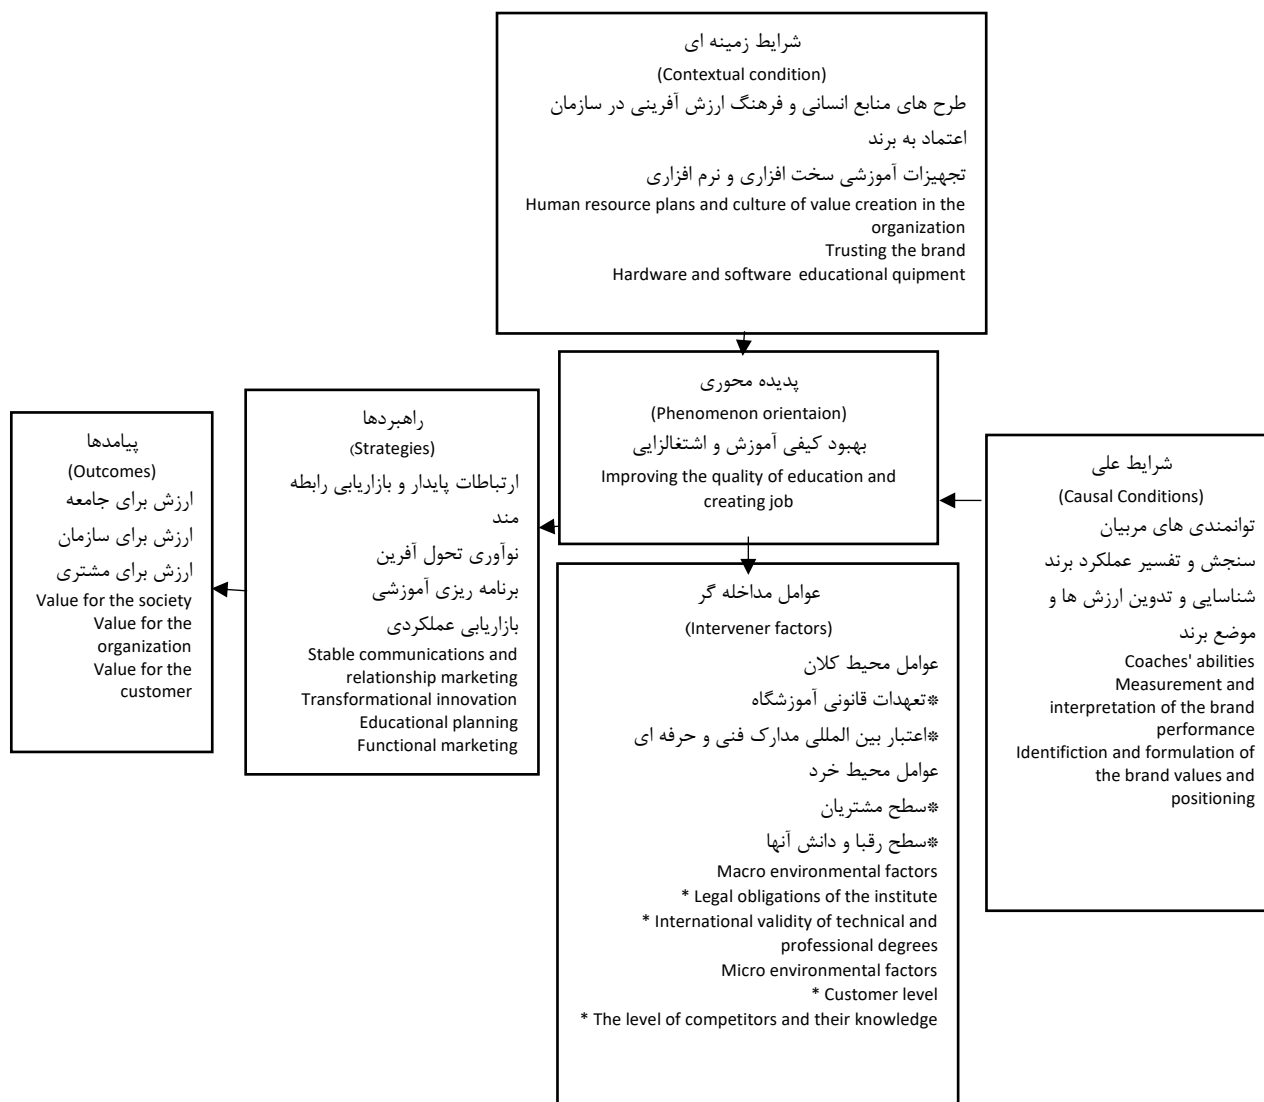 شرایط زمینه ای
(Contextual condition)
طرح های منابع انسانی و فرهنگ ارزش آفرینی در سازمان
اعتماد به برند
تجهیزات آموزشی سخت افزاری و نرم افزاری
Human resource plans and culture of value creation in the
organization
Trusting the brand
Hardware and software educational quipment
پدیده محوری
(Phenomenon orientaion)
بهبود کیفی آموزش و اشتغالزایی
Improving the quality of education and
creating job
شرایط علی
(Causal Conditions)
توانمندی های مربیان
سنجش و تفسیر عملکرد برند
شناسایی و تدوین ارزش ها و
موضع برند
Coaches' abilities
Measurement and
interpretation of the brand
performance
Identifiction and formulation of
the brand values and
positioning
راهبردها
(Strategies)
ارتباطات پایدار و بازاریابی رابطه
مند
نوآوری تحول آفرین
برنامه ریزی آموزشی
بازاریابی عملکردی
Stable communications and
relationship marketing
Transformational innovation
Educational planning
Functional marketing
پیامدها
(Outcomes)
ارزش برای جامعه
ارزش برای سازمان
ارزش برای مشتری
Value for the society
Value for the
organization
Value for the
customer
عوامل مداخله گر
(Intervener factors)
عوامل محیط کلان
*تعهدات قانونی آموزشگاه
*اعتبار بین المللی مدارک فنی و حرفه ای
عوامل محیط خرد
*سطح مشتریان
*سطح رقبا و دانش آنها
Macro environmental factors
* Legal obligations of the institute
* International validity of technical and
professional degrees
Micro environmental factors
* Customer level
* The level of competitors and their knowledge